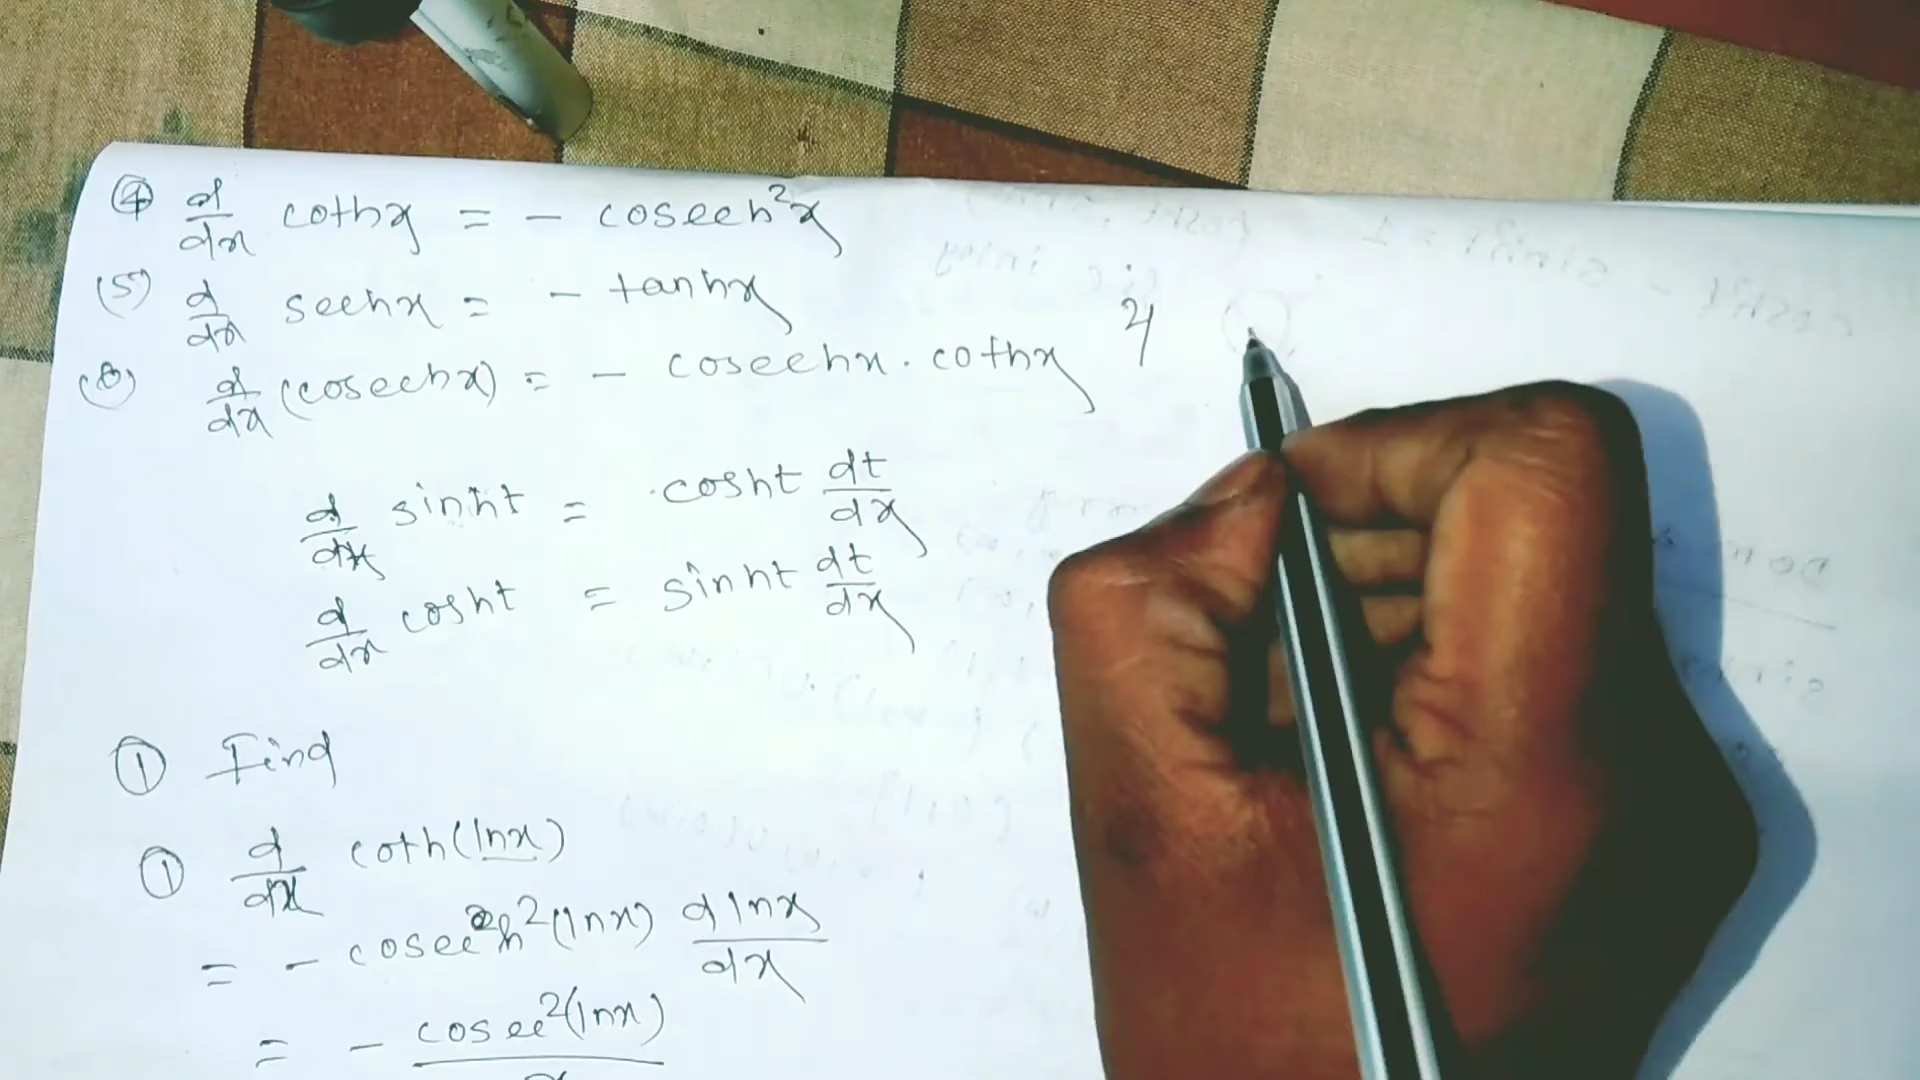 ④ d/dx cothx = - cosech²x
(5) d/dx sechx = - tanhx
(6) d/dx (cosechx) = - cosechx . cothx
d/dx sinht = cosht dt/dx
d/dx cosht = sinht dt/dx
① Find
① d/dx coth(lnx)
= - cosech²(lnx) d lnx/dx
= - cosec²(lnx)